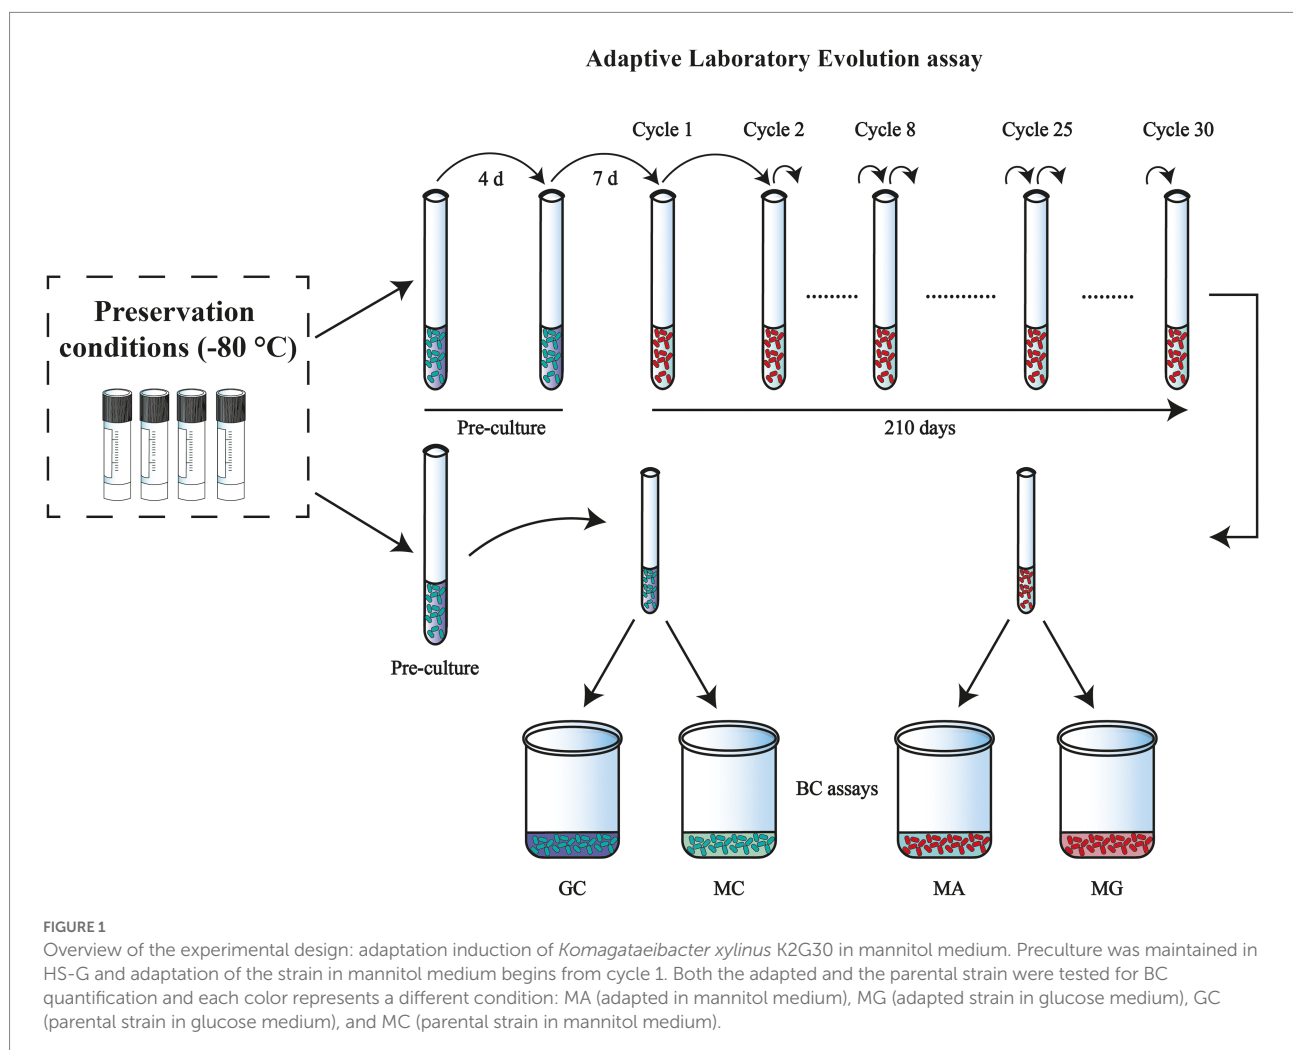 Adaptive Laboratory Evolution assay
Cycle 1
Cycle 2
Cycle 8
Cycle 25
Cycle 30
4 d
7 d
Preservation
conditions (-80 °C)
Pre-culture
210 days
Pre-culture
BC assays
GC
MC
MA
MG
FIGURE 1
Overview of the experimental design: adaptation induction of Komagataeibacter xylinus K2G30 in mannitol medium. Preculture was maintained in
HS-G and adaptation of the strain in mannitol medium begins from cycle 1. Both the adapted and the parental strain were tested for BC
quantification and each color represents a different condition: MA (adapted in mannitol medium), MG (adapted strain in glucose medium), GC
(parental strain in glucose medium), and MC (parental strain in mannitol medium).